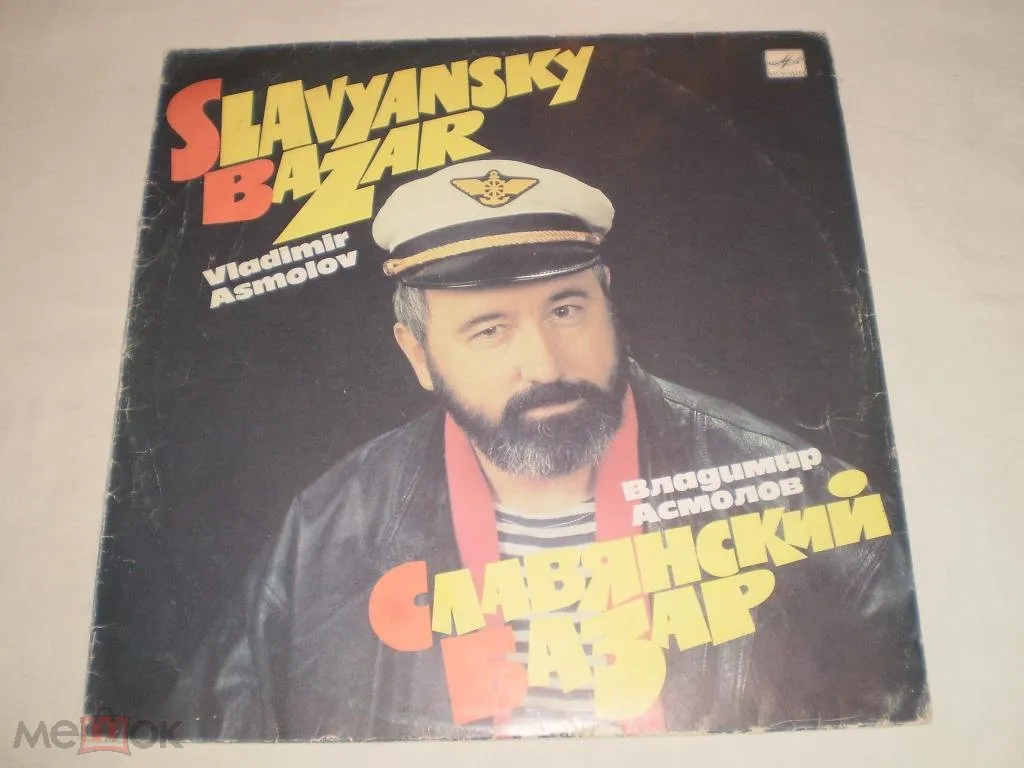 SLAVYANSKY
BAZAR
Vladimir
Asmolov
Владимир
Асмолов
СЛАВЯНСКИЙ
БАЗАР
мешок